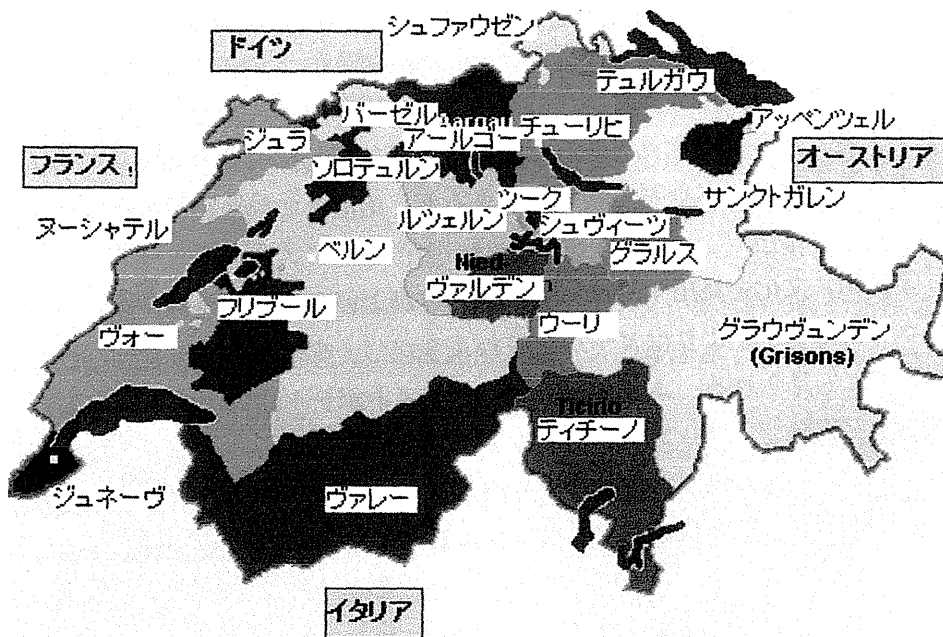 シュファウゼン
ドイツ
テュルガウ
バーゼル
アッペンツェル
アールゴー
チューリヒ
ジュラ
オーストリア
フランス
ソロテュルン
ツーク
サンクトガレン
ルツェルン
シュヴィーツ
ヌーシャテル
ベルン
グラルス
Nied
ヴァルデン
フリブール
ウーリ
グラウヴュンデン
(Grisons)
ヴォー
Ticino
ティチーノ
ジュネーヴ
ヴァレー
イタリア